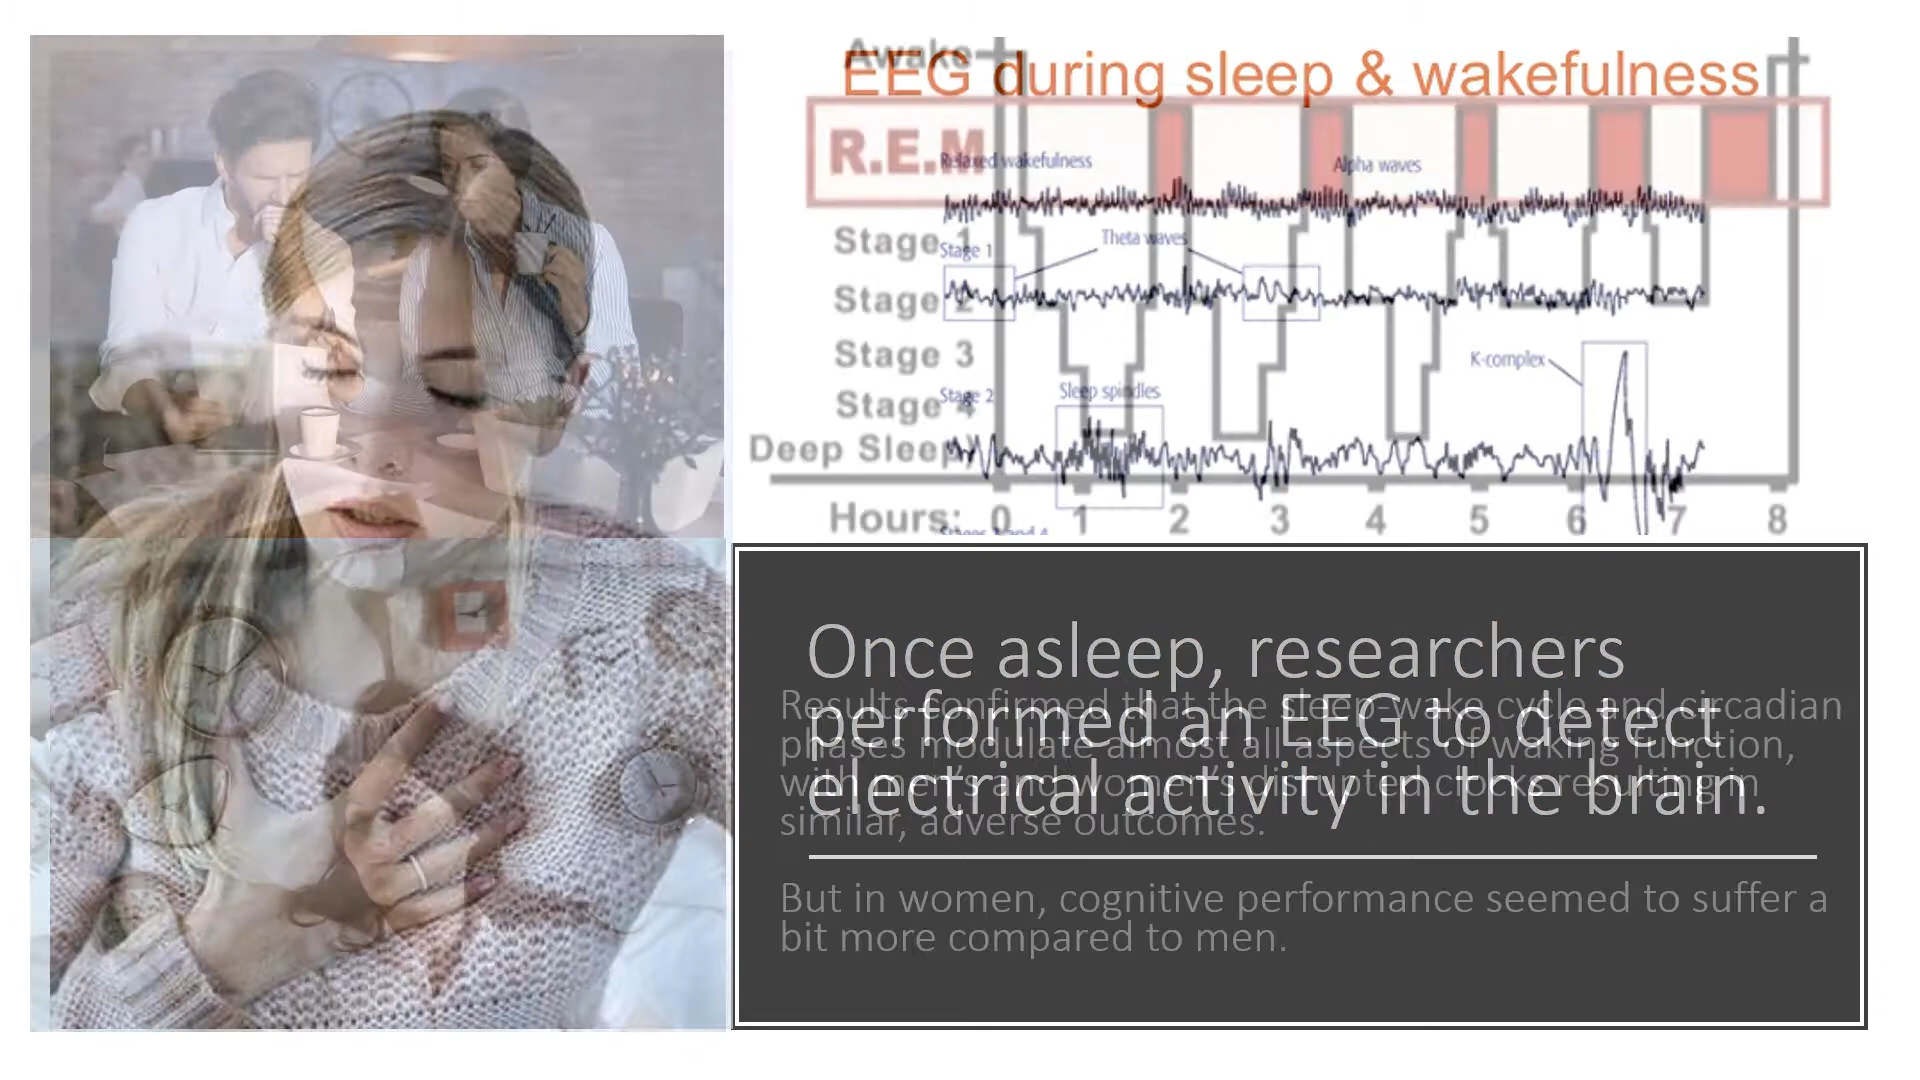 EEG during sleep & wakefulness
Awake
R.E.M
Relaxed wakefulness
Alpha waves
Stage 1
Stage 1
Theta waves
Stage 2
Stage 3
K-complex
Stage 4
Stage 2
Sleep spindles
Deep Sleep
Hours: 0 1 2 3 4 5 6 7 8
Stages 3 and 4
Once asleep, researchers
performed an EEG to detect
electrical activity in the brain.
Results confirmed that the sleep-wake cycle and circadian
phases modulate almost all aspects of waking function,
with men's and women's disrupted clocks resulting in
similar, adverse outcomes.
But in women, cognitive performance seemed to suffer a
bit more compared to men.